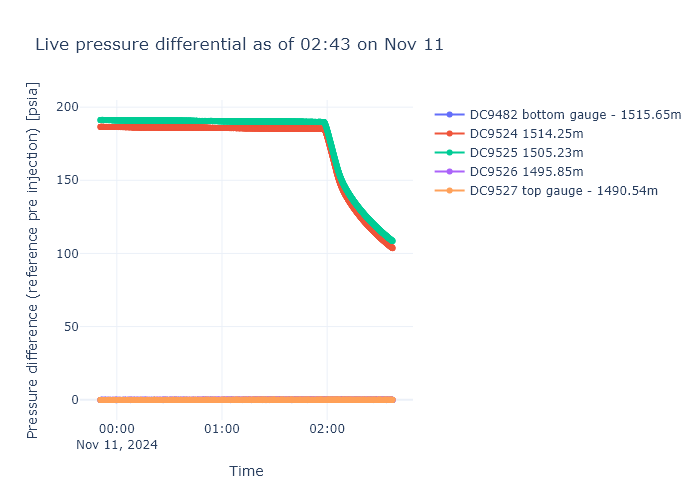 Live pressure differential as of 02:43 on Nov 11
Pressure difference (reference pre injection) [psia]
200
150
100
50
0
00:00
Nov 11, 2024
01:00
02:00
Time
DC9482 bottom gauge - 1515.65m
DC9524 1514.25m
DC9525 1505.23m
DC9526 1495.85m
DC9527 top gauge - 1490.54m